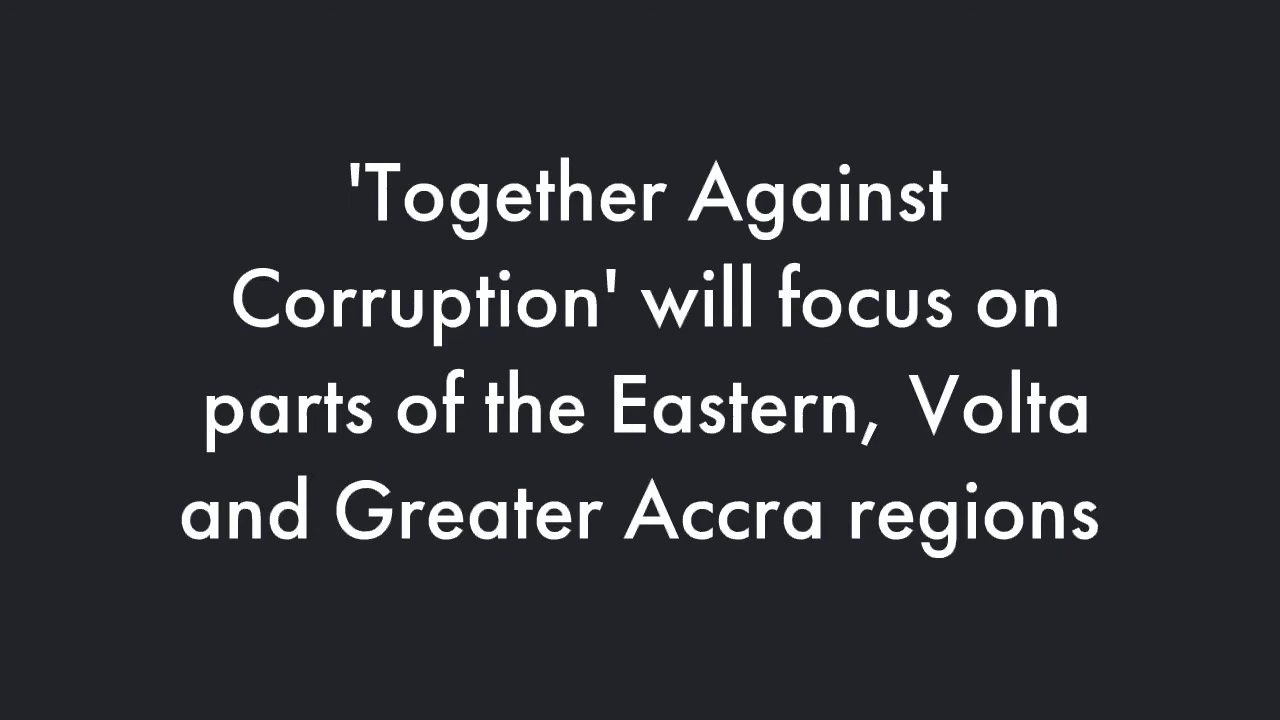 'Together Against
Corruption' will focus on
parts of the Eastern, Volta
and Greater Accra regions